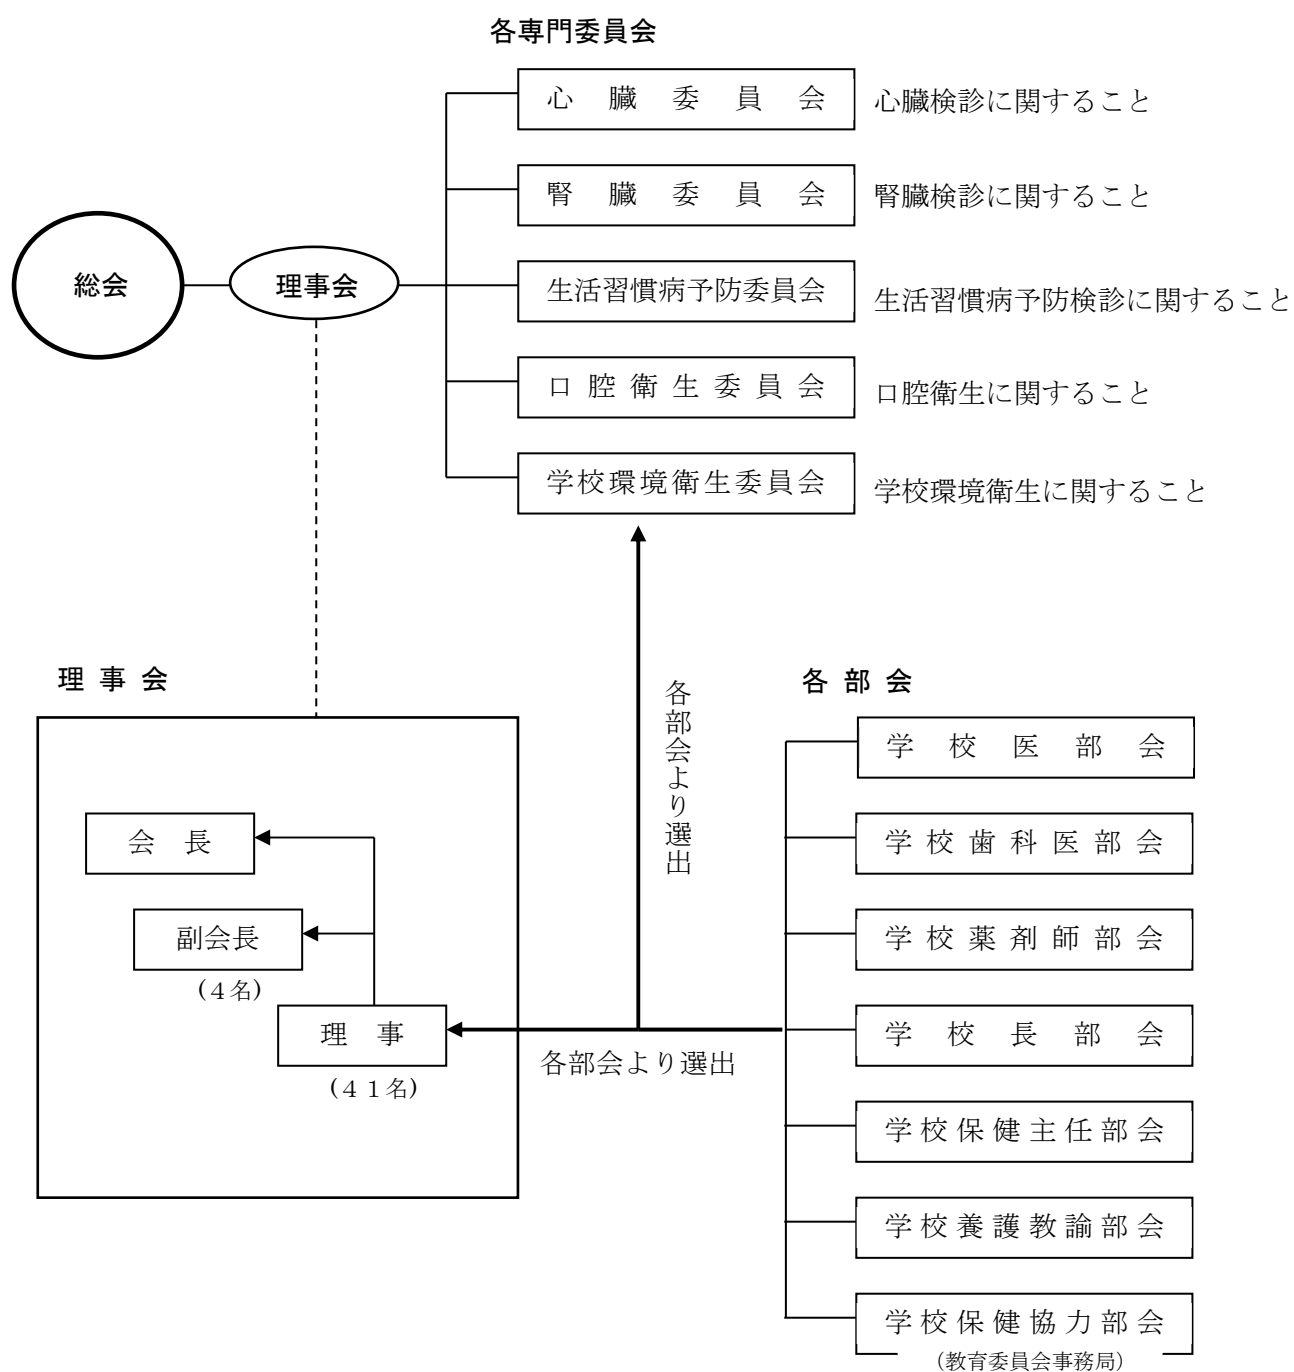 各専門委員会
心臓委員会
心臓検診に関すること
腎臓委員会
腎臓検診に関すること
総会
理事会
生活習慣病予防委員会
生活習慣病予防検診に関すること
口腔衛生委員会
口腔衛生に関すること
学校環境衛生委員会
学校環境衛生に関すること
理事会
会長
副会長
(4名)
理事
(41名)
各部会より選出
各部会より選出
各部会
学校医部会
学校歯科医部会
学校薬剤師部会
学校長部会
学校保健主任部会
学校養護教諭部会
学校保健協力部会
(教育委員会事務局)